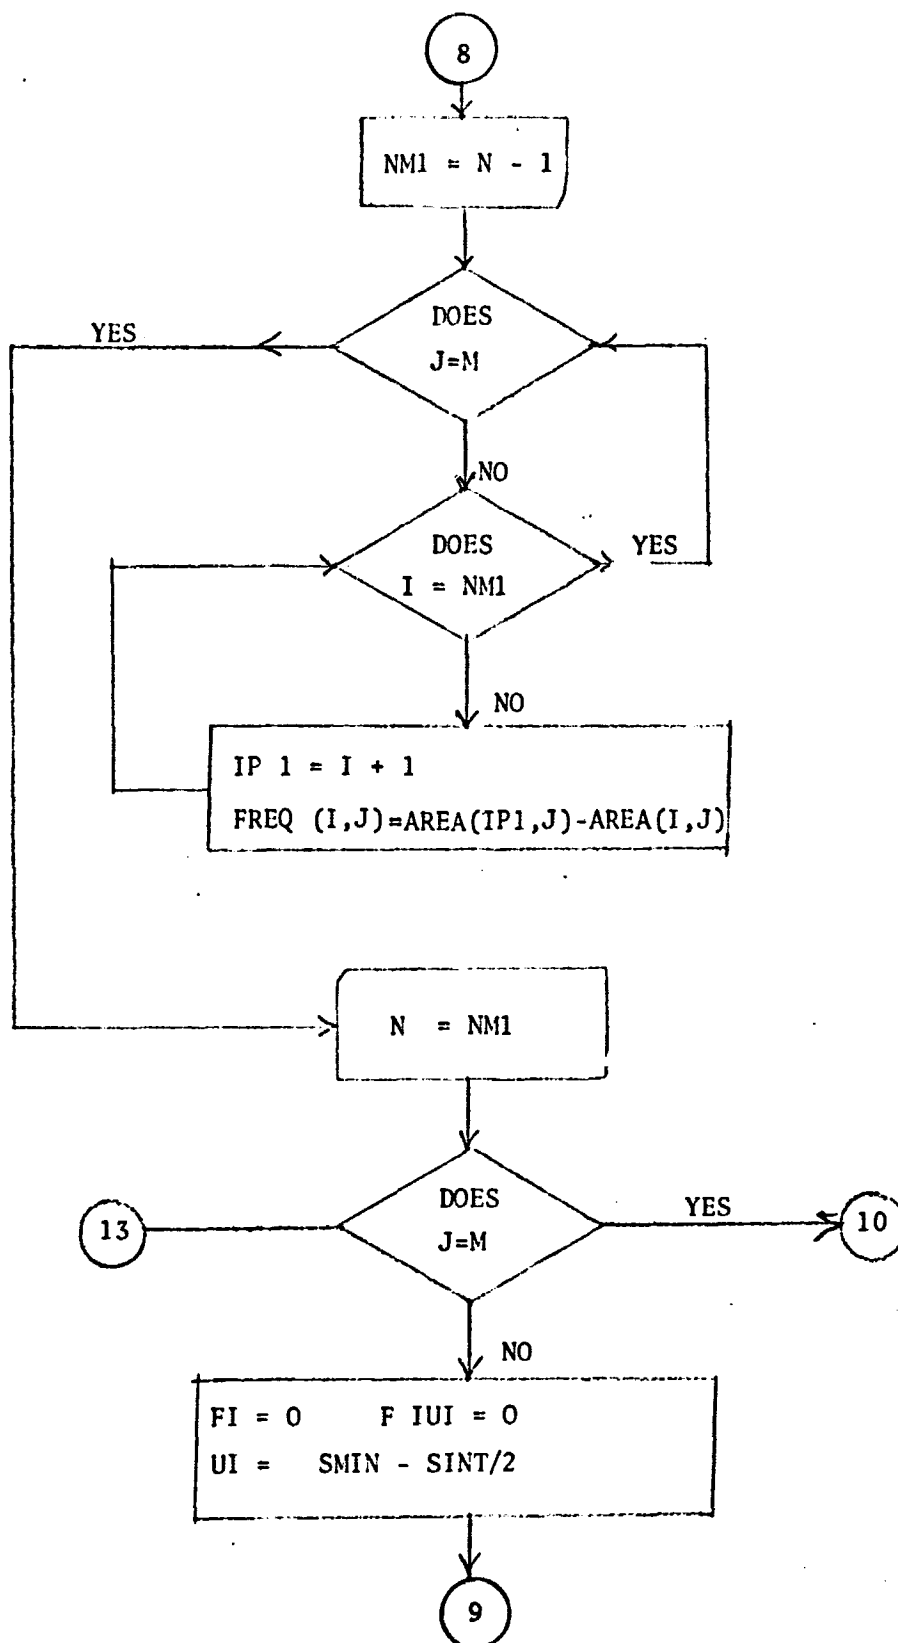 8
NM1 = N - 1
DOES
J=M
YES
NO
DOES
I = NM1
YES
NO
IP 1 = I + 1
FREQ (I,J)=AREA(IP1,J)-AREA(I,J)
N = NM1
DOES
J=M
13
YES
10
NO
FI = 0 F IUI = 0
UI = SMIN - SINT/2
9